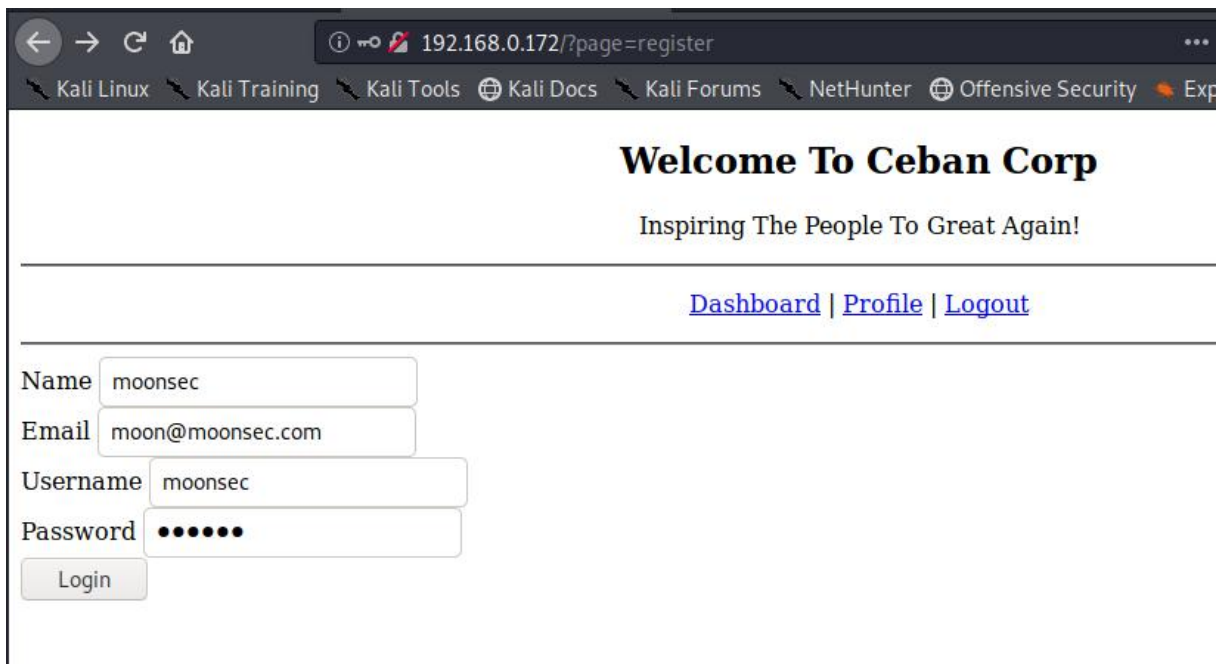 192.168.0.172/?page=register
Kali Linux Kali Training Kali Tools Kali Docs Kali Forums NetHunter Offensive Security Exp
Welcome To Ceban Corp
Inspiring The People To Great Again!
Dashboard | Profile | Logout
Name moonsec
Email moon@moonsec.com
Username moonsec
Password ●●●●●●
Login